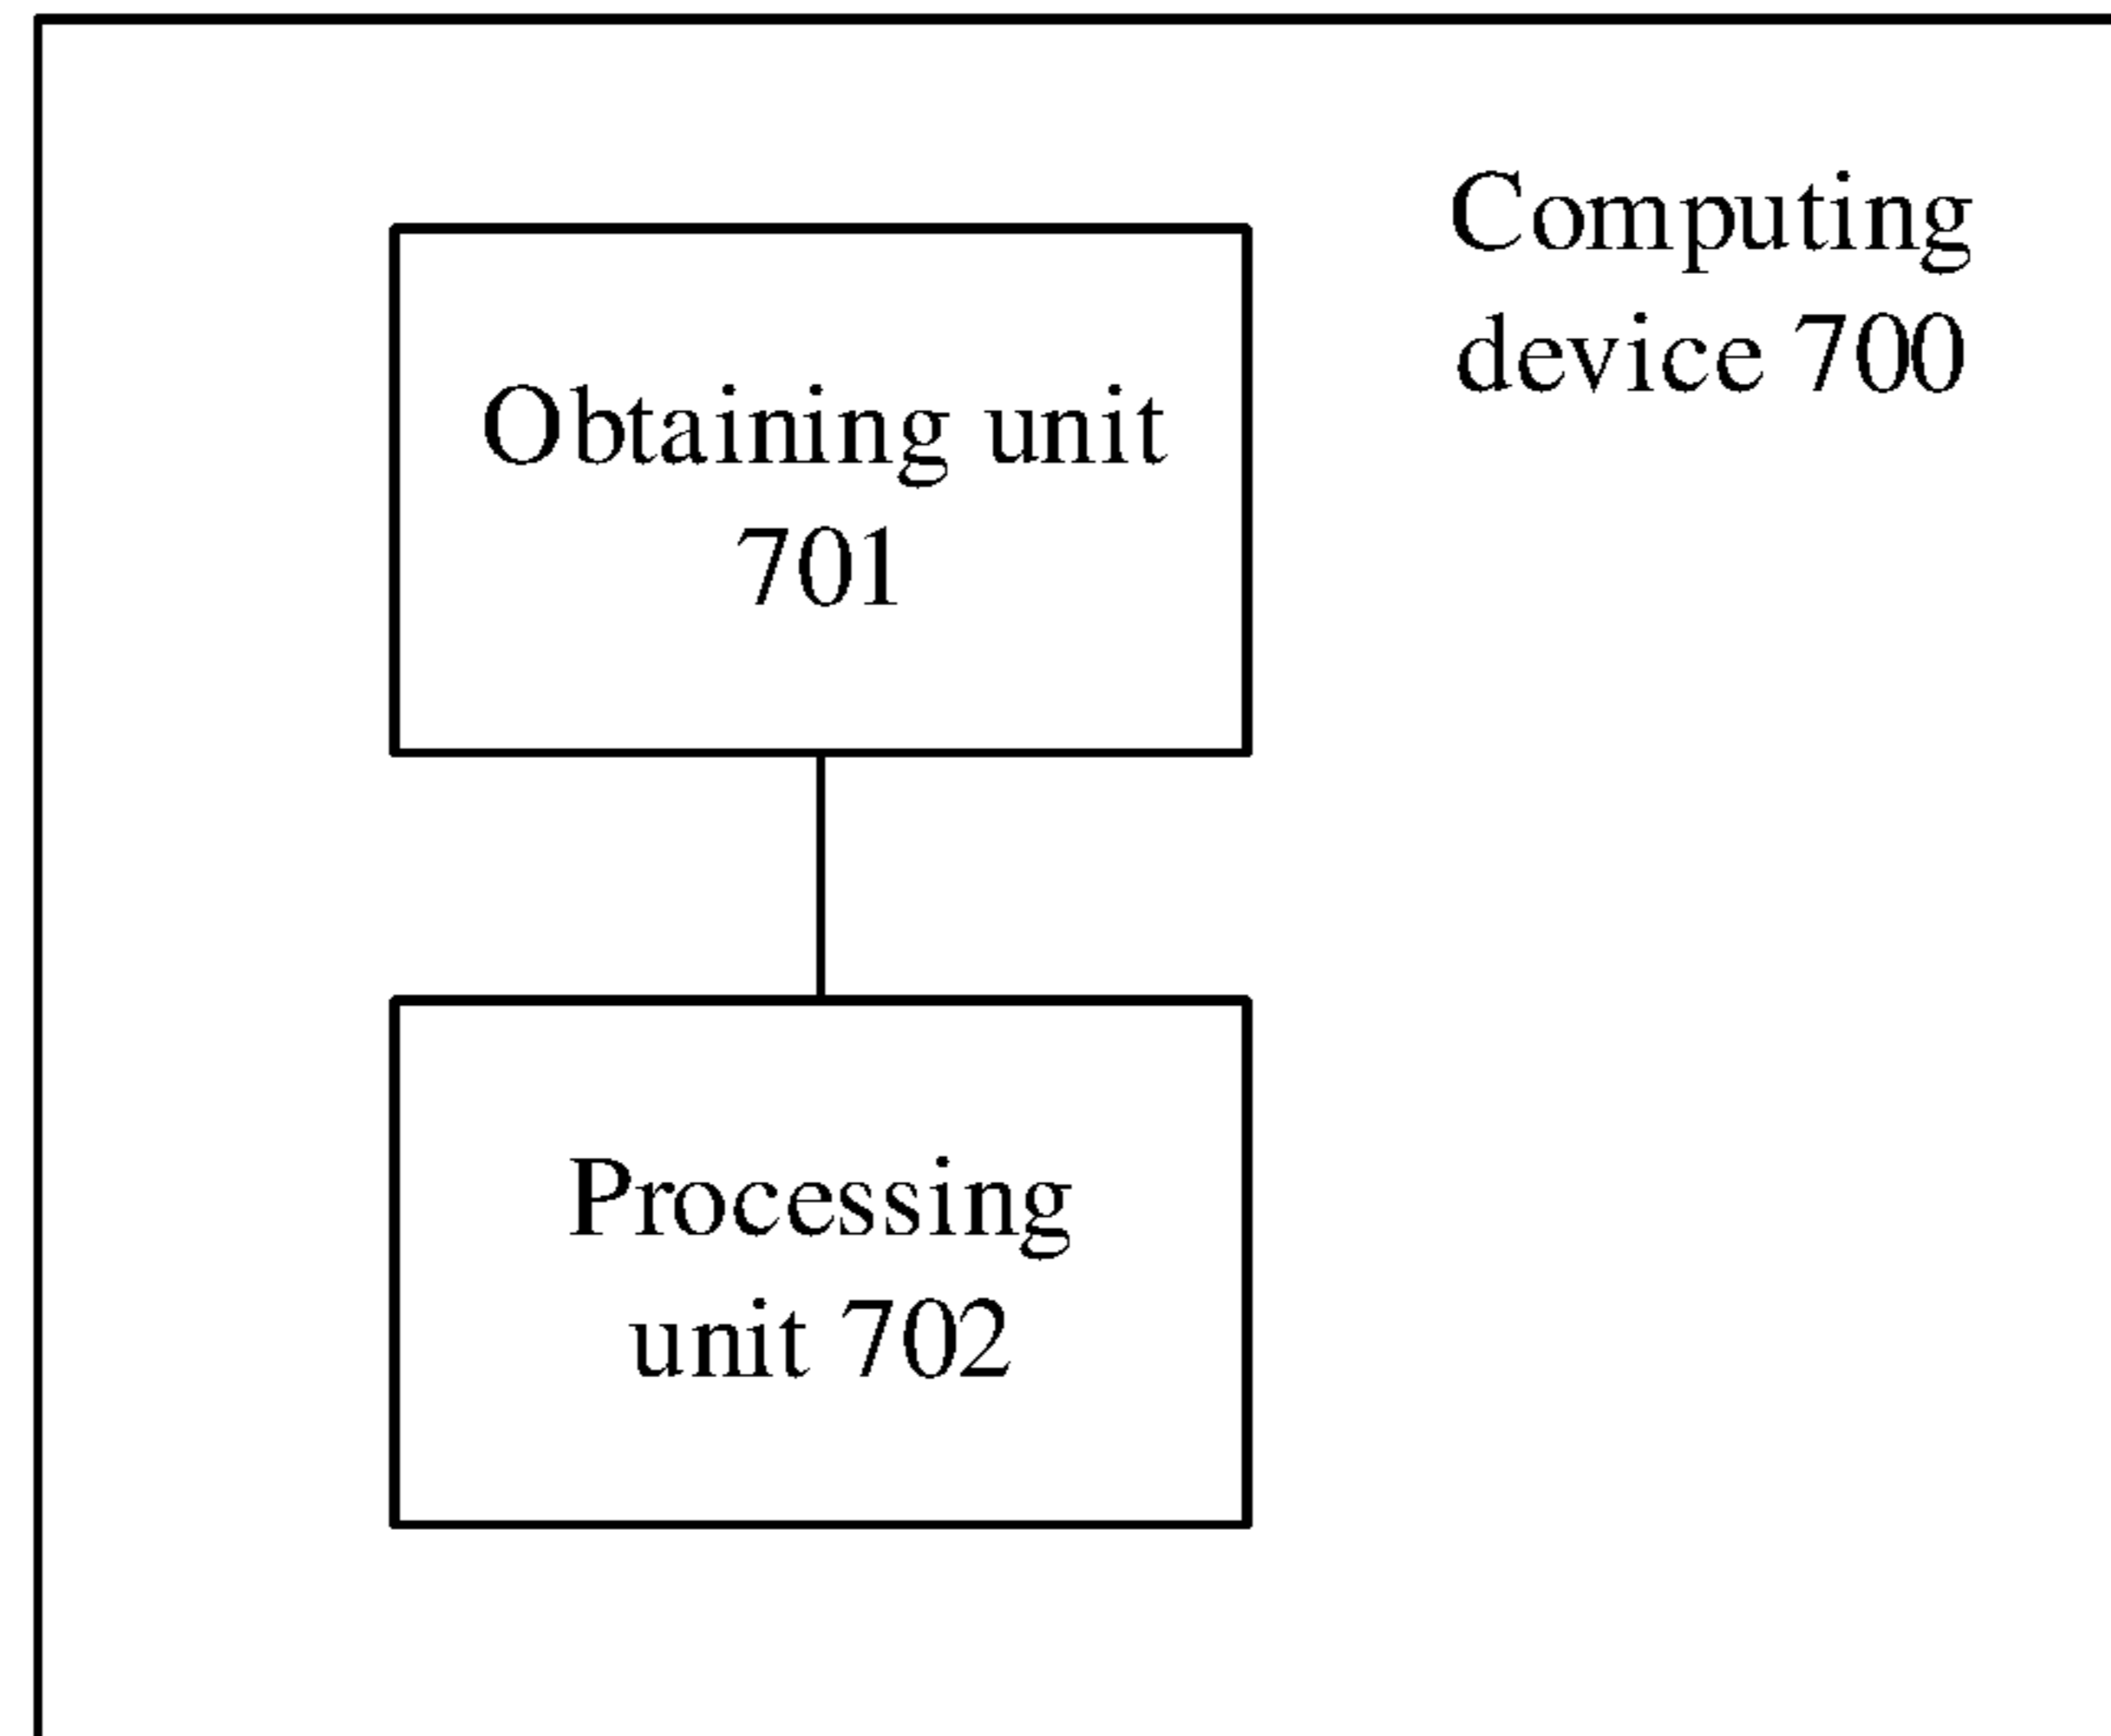 Computing
device 700
Obtaining unit
701
Processing
unit 702